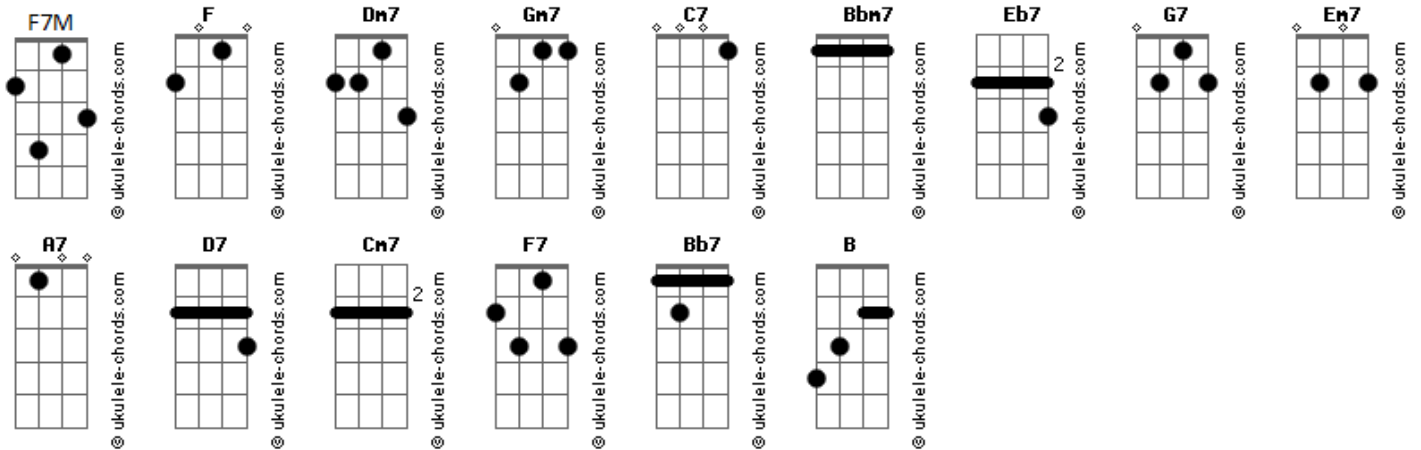 F7M F Dm7 Gm7 C7 Bbm7 Eb7 G7 Em7
2
© ukulele-chords.com © ukulele-chords.com © ukulele-chords.com © ukulele-chords.com © ukulele-chords.com © ukulele-chords.com © ukulele-chords.com © ukulele-chords.com © ukulele-chords.com
A7 D7 Cm7 F7 Bb7 B
2
© ukulele-chords.com © ukulele-chords.com © ukulele-chords.com © ukulele-chords.com © ukulele-chords.com © ukulele-chords.com